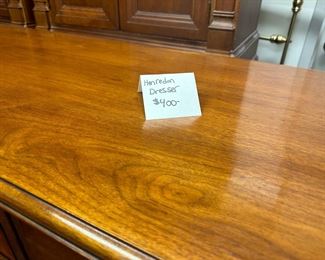 Henredon
Dresser
$400-